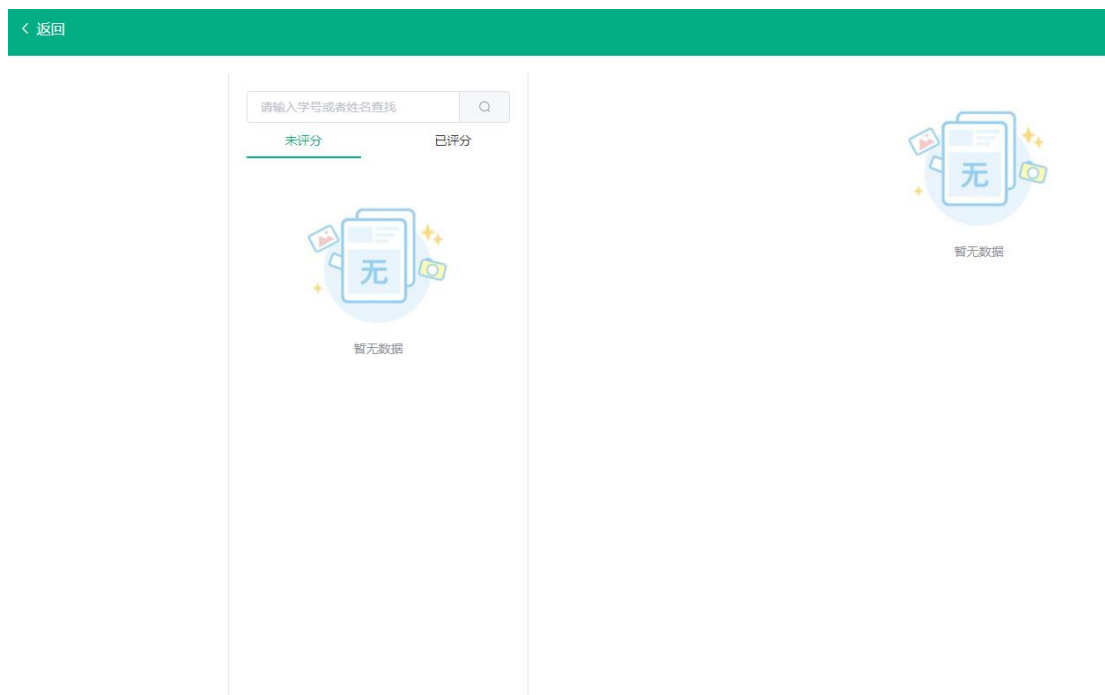 返回
请输入学号或者姓名查找
未评分 已评分
无
暂无数据
无
暂无数据